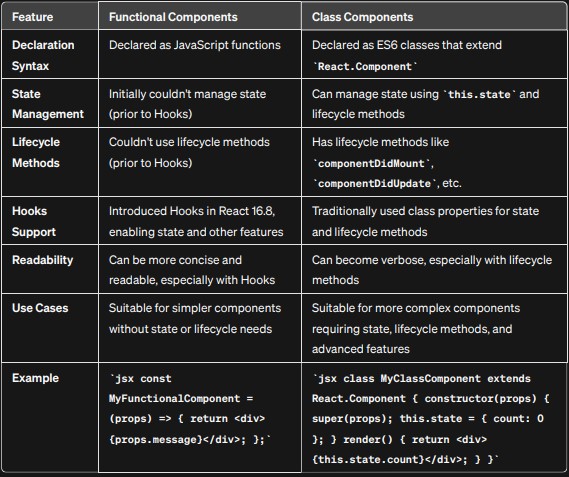 Feature Functional Components Class Components
Declaration Syntax
Declared as JavaScript functions
Declared as ES6 classes that extend
`React.Component`
State
Management
Initially couldn't manage state
(prior to Hooks)
Can manage state using `this.state` and
lifecycle methods
Lifecycle
Methods
Couldn't use lifecycle methods
(prior to Hooks)
Has lifecycle methods like
`componentDidMount`,
`componentDidUpdate`, etc.
Hooks
Support
Introduced Hooks in React 16.8,
enabling state and other features
Traditionally used class properties for state
and lifecycle methods
Readability
Can be more concise and
readable, especially with Hooks
Can become verbose, especially with lifecycle
methods
Use Cases
Suitable for simpler components
without state or lifecycle needs
Suitable for more complex components
requiring state, lifecycle methods, and
advanced features
Example
`jsx const
MyFunctionalComponent =
(props) => { return <div>
{props.message}</div>; };`
`jsx class MyClassComponent extends
React.Component { constructor(props) {
super(props); this.state = { count: 0
}; } render() { return <div>
{this.state.count}</div>; } }`